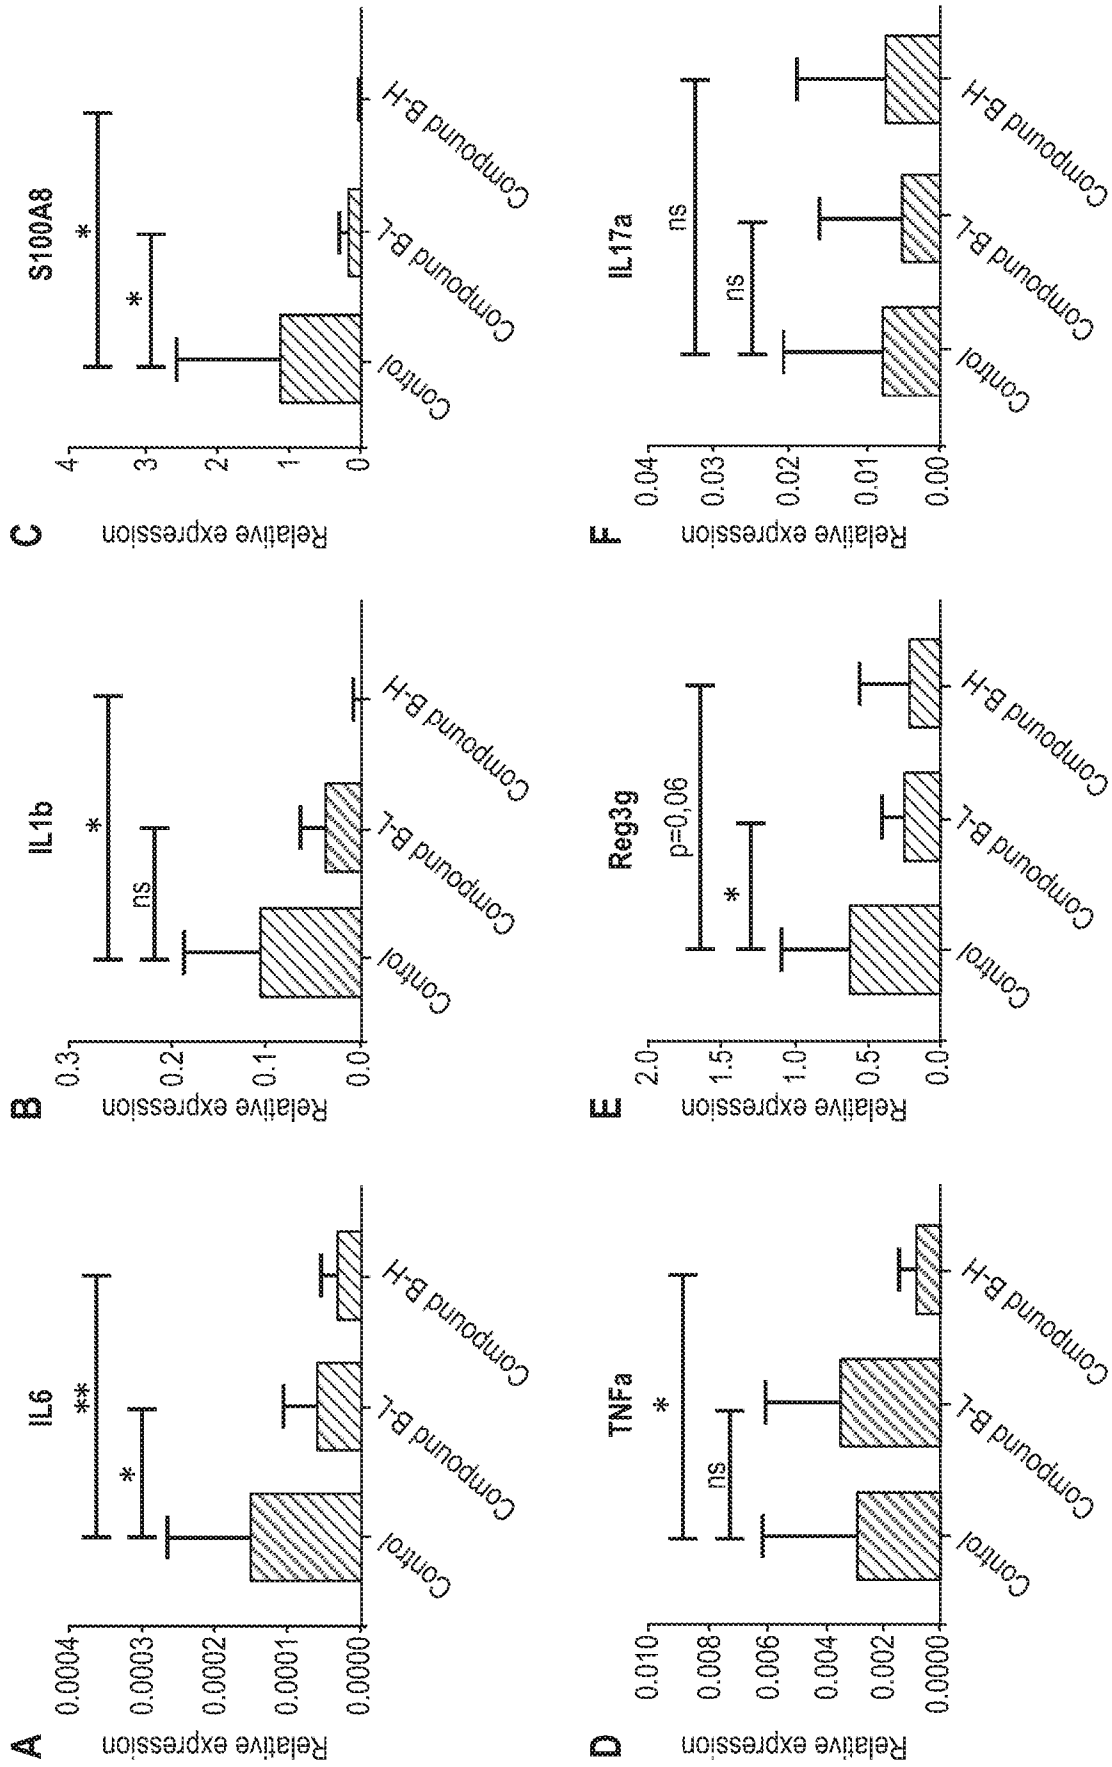 A
IL6
Relative expression
0.0004
0.0003
0.0002
0.0001
0.0000
**
*
Control
Compound B-L
Compound B-H
B
IL1b
Relative expression
0.3
0.2
0.1
0.0
*
ns
Control
Compound B-L
Compound B-H
C
S100A8
Relative expression
4
3
2
1
0
*
*
Control
Compound B-L
Compound B-H
D
TNFa
Relative expression
0.010
0.008
0.006
0.004
0.002
0.0000
*
ns
Control
Compound B-L
Compound B-H
E
Reg3g
Relative expression
2.0
1.5
1.0
0.5
0.0
p=0,06
*
Control
Compound B-L
Compound B-H
F
IL17a
Relative expression
0.04
0.03
0.02
0.01
0.00
ns
ns
Control
Compound B-L
Compound B-H